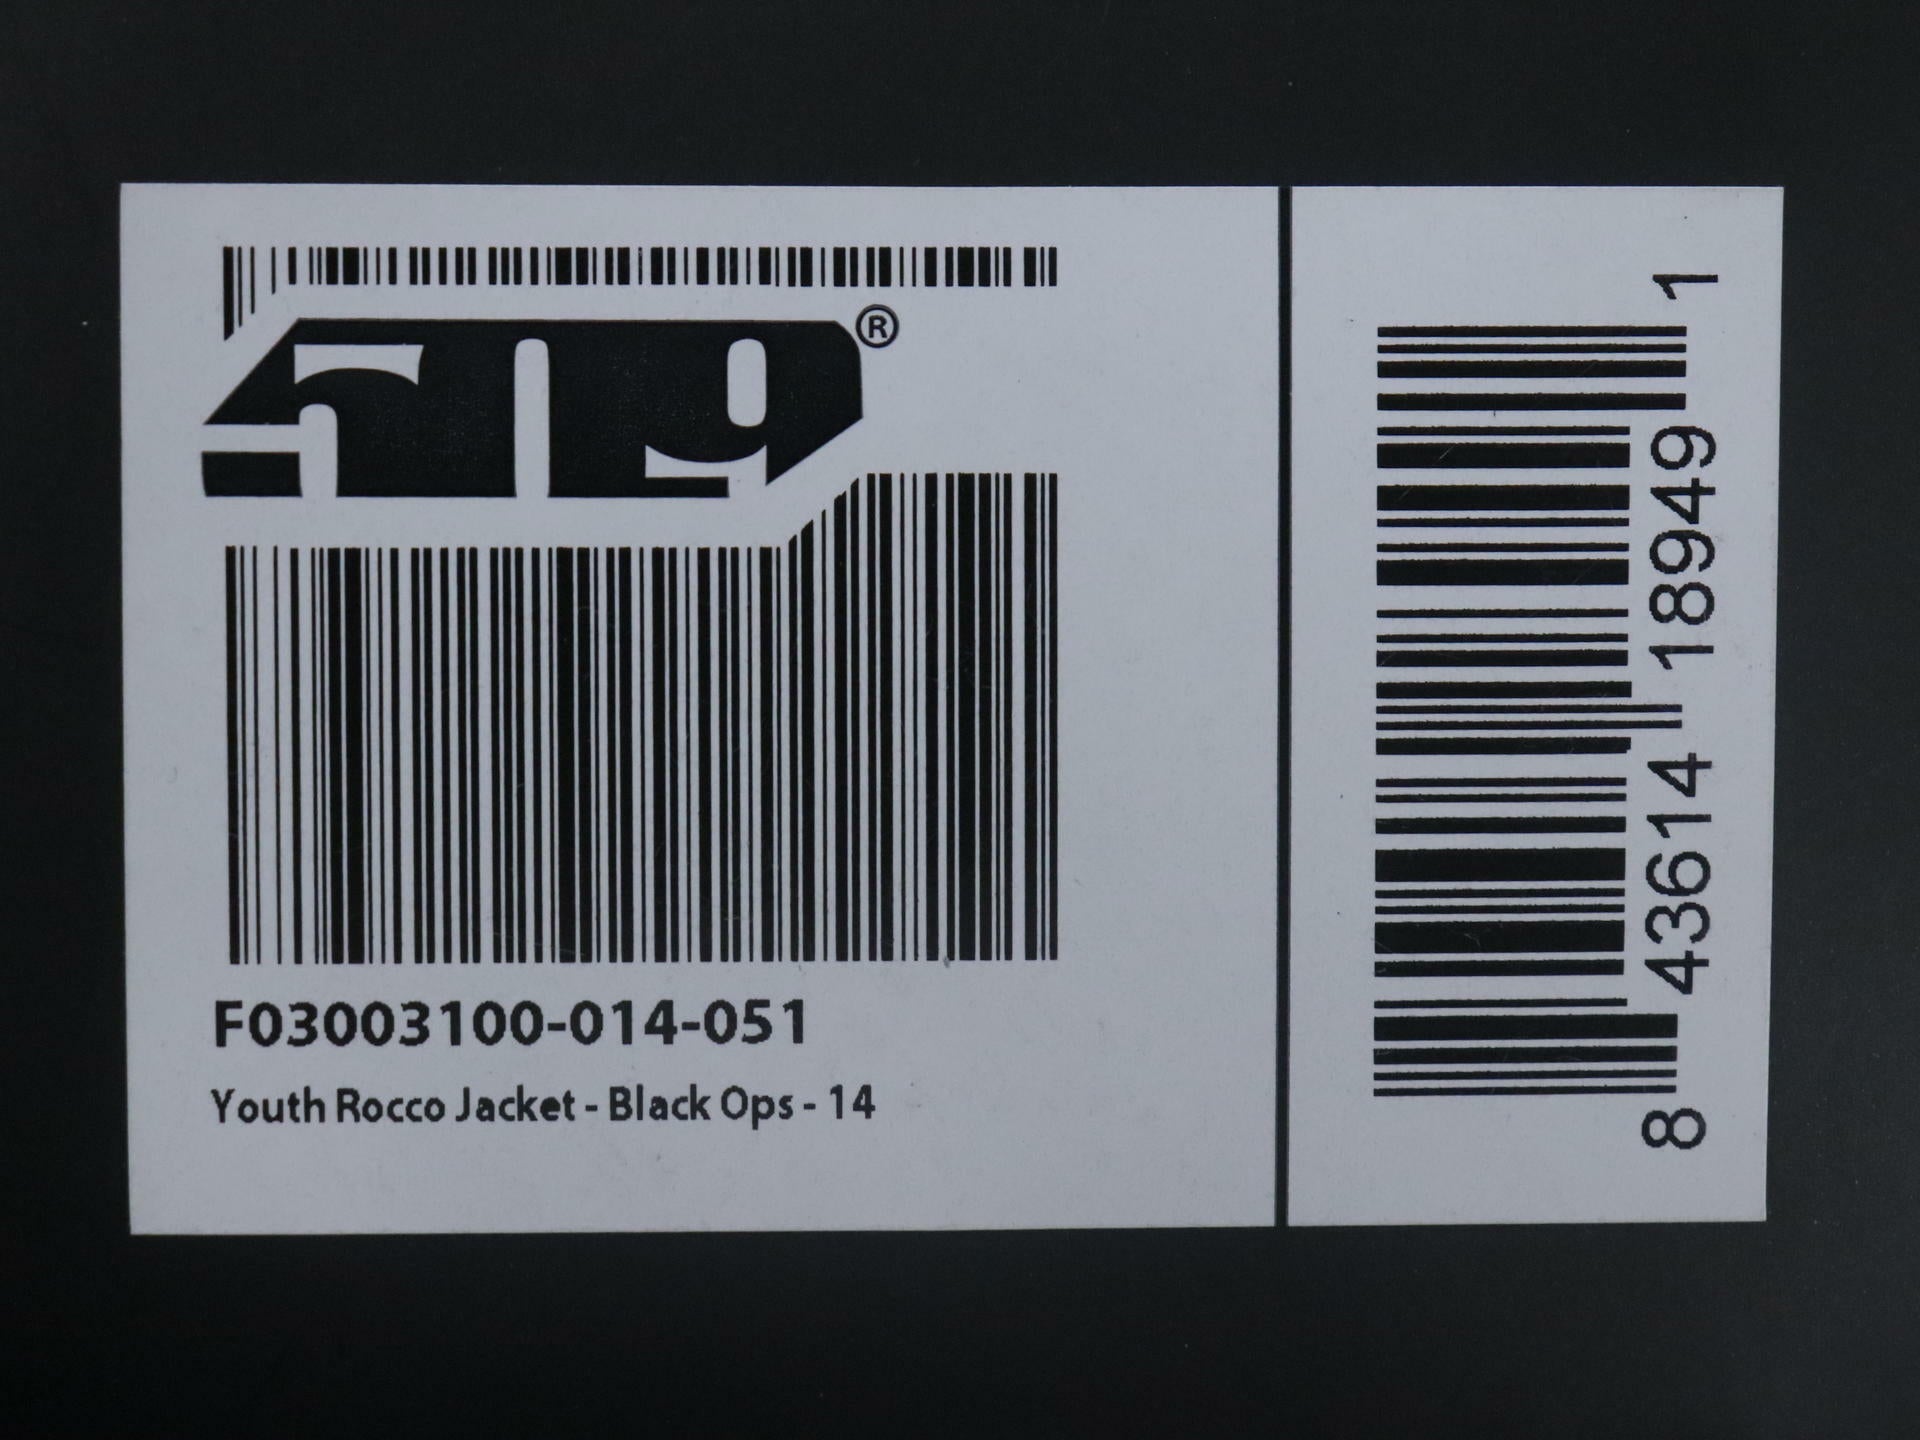 509®
F03003100-014-051
Youth Rocco Jacket - Black Ops - 14
8 43614 18949 1